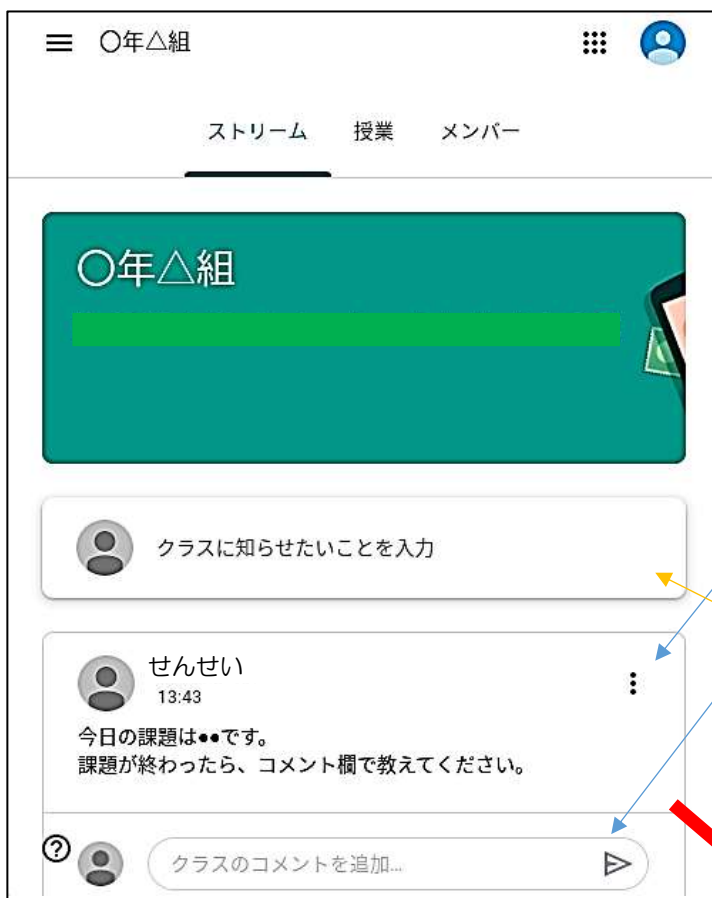 〇年△組
ストリーム 授業 メンバー
〇年△組
クラスに知らせたいことを入力
せんせい
13:43
今日の課題は●●です。
課題が終わったら、コメント欄で教えてください。
クラスのコメントを追加...